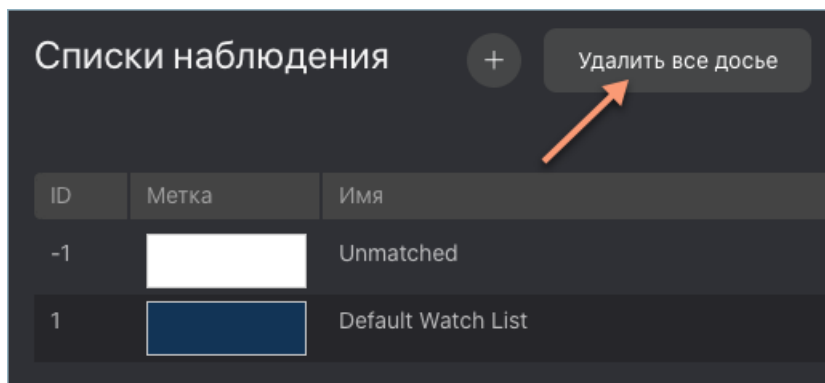 Списки наблюдения + Удалить все досье
ID Метка Имя
-1 Unmatched
1 Default Watch List